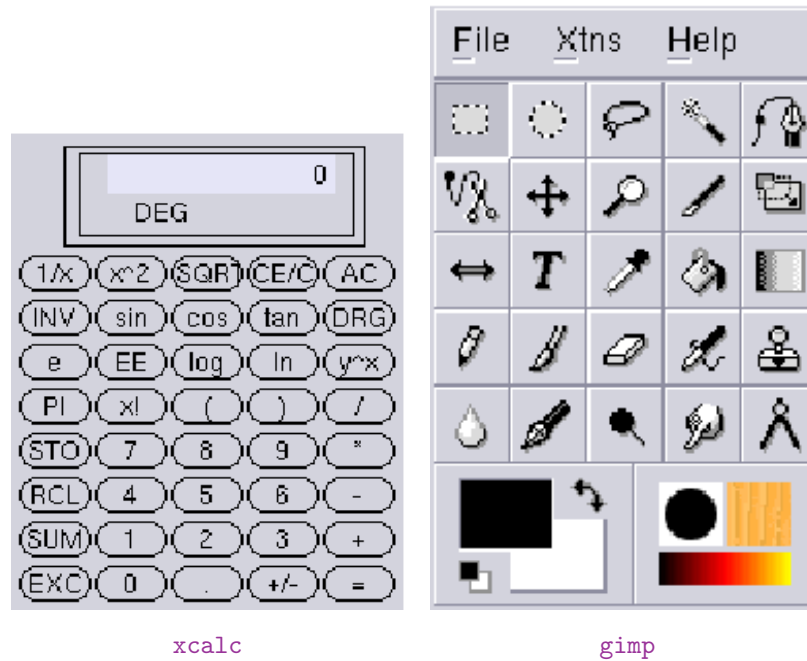 File Xtns Help
0
DEG
1/x x^2 SQRT CE/C AC
INV sin cos tan DRG
e EE log ln y^x
PI x! ( ) /
STO 7 8 9 *
RCL 4 5 6 -
SUM 1 2 3 +
EXC 0 . +/- =
T
xcalc gimp